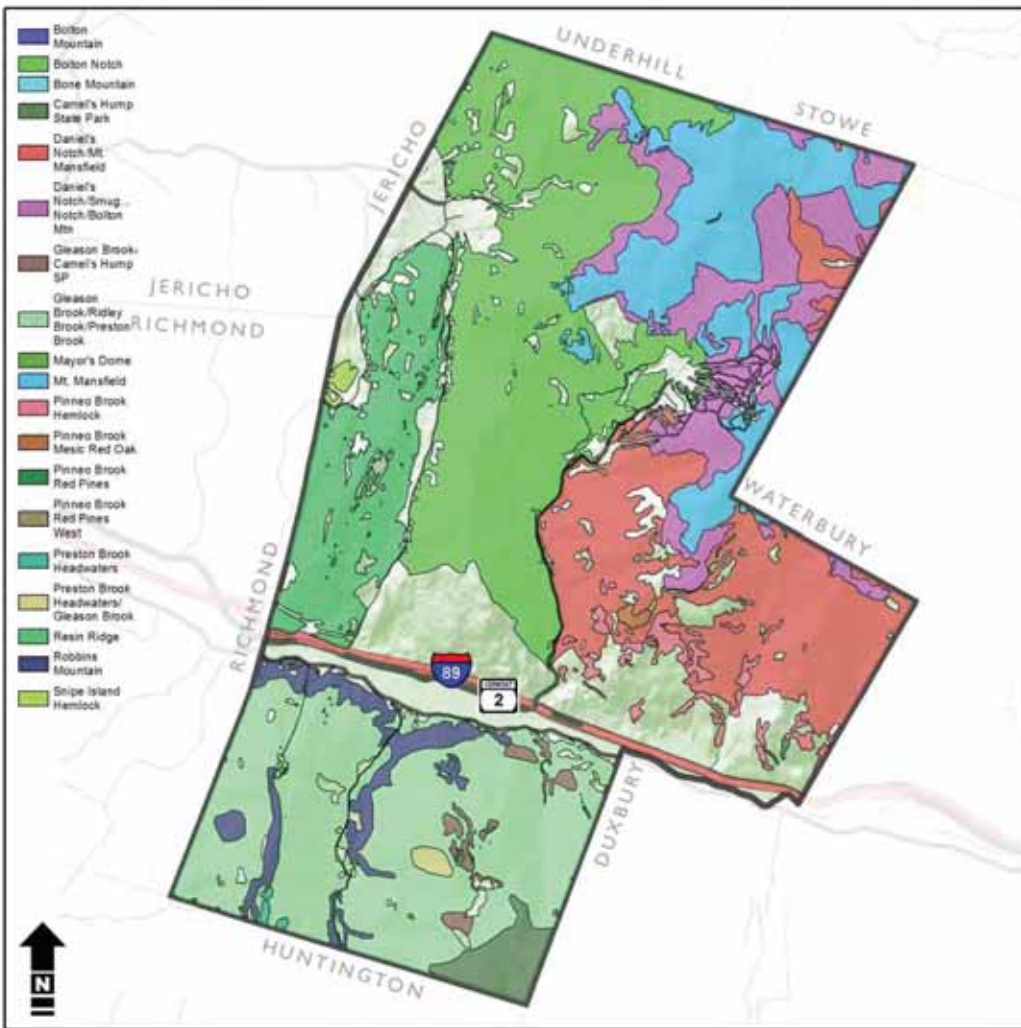 Bolton
Mountain
Bolton Notch
Bone Mountain
Camel's Hump
State Park
Daniel's
Notch/Mt.
Mansfield
Daniel's
Notch/Smug...
Notch/Bolton
Mtn
Gleason Brook-
Camel's Hump
SP
Gleason
Brook/Ridley
Brook/Preston
Brook
Mayor's Dome
Mt. Mansfield
Pinneo Brook
Hemlock
Pinneo Brook
Mesic Red Oak
Pinneo Brook
Red Pines
Pinneo Brook
Red Pines
West
Preston Brook
Headwaters
Preston Brook
Headwaters/
Gleason Brook
Resin Ridge
Robbins
Mountain
Snipe Island
Hemlock
UNDERHILL
STOWE
JERICHO
JERICHO
RICHMOND
WATERBURY
RICHMOND
89
VERMONT
2
DUXBURY
HUNTINGTON
N